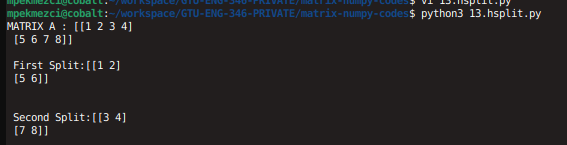 mpekmezci@cobalt:~/workspace/GTU-ENG-346-PRIVATE/matrix-numpy-codes$ vi 13.hsplit.py
mpekmezci@cobalt:~/workspace/GTU-ENG-346-PRIVATE/matrix-numpy-codes$ python3 13.hsplit.py
MATRIX A : [[1 2 3 4]
 [5 6 7 8]]
 First Split:[[1 2]
 [5 6]]
 Second Split:[[3 4]
 [7 8]]